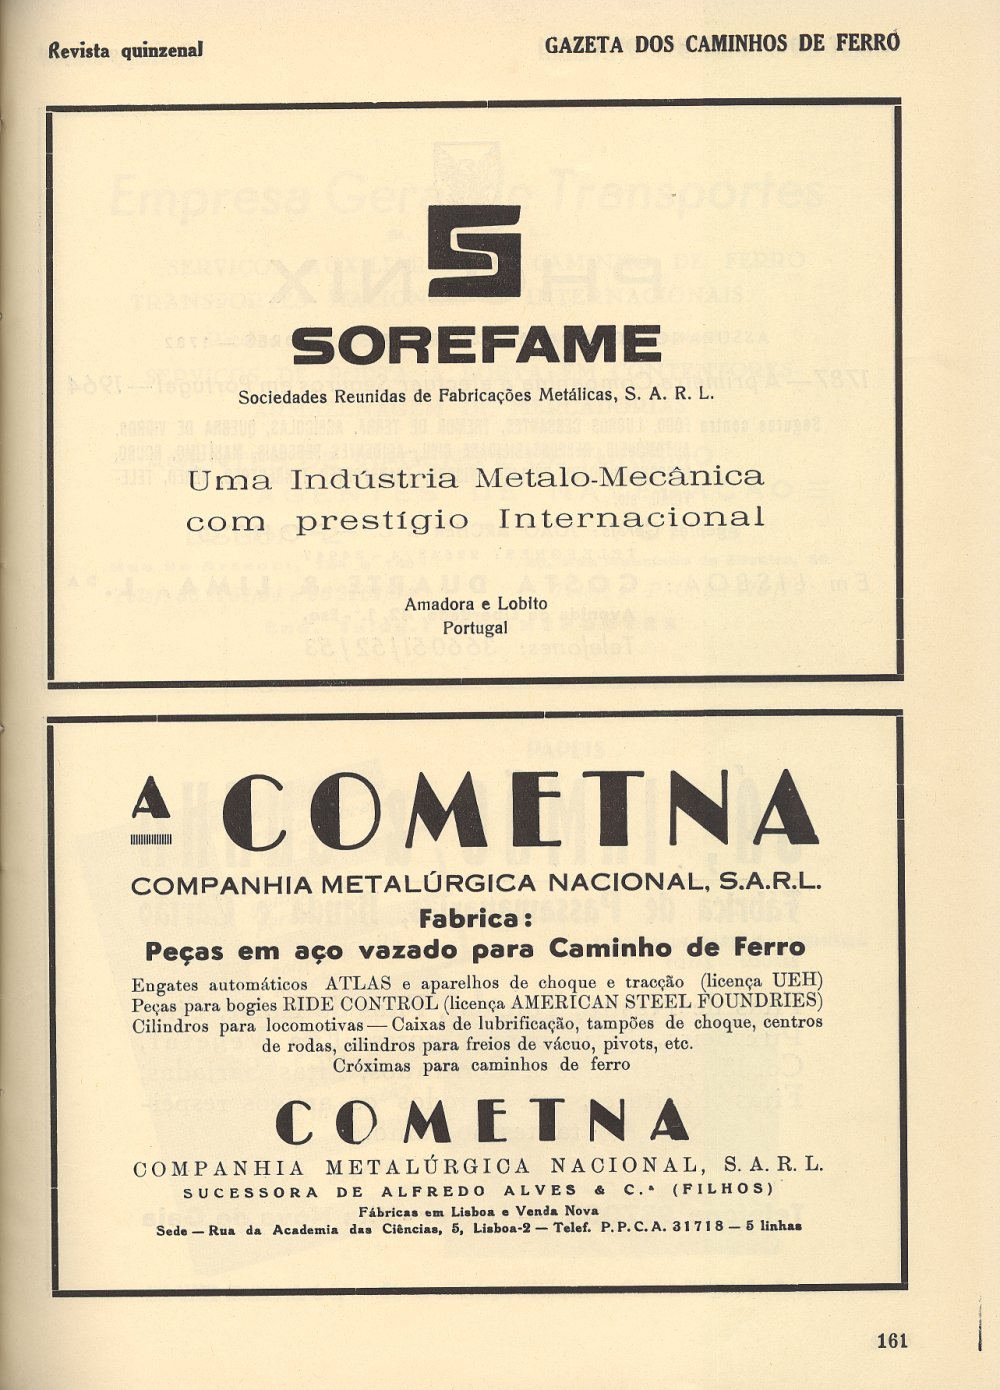 Revista quinzenal
GAZETA DOS CAMINHOS DE FERRO
SOREFAME
Sociedades Reunidas de Fabricações Metálicas, S. A. R. L.
Uma Indústria Metalo-Mecânica
com prestígio Internacional
Amadora e Lobito
Portugal
A COMETNA
COMPANHIA METALÚRGICA NACIONAL, S.A.R.L.
Fabrica:
Peças em aço vazado para Caminho de Ferro
Engates automáticos ATLAS e aparelhos de choque e tracção (licença UEH)
Peças para bogies RIDE CONTROL (licença AMERICAN STEEL FOUNDRIES)
Cilindros para locomotivas — Caixas de lubrificação, tampões de choque, centros
de rodas, cilindros para freios de vácuo, pivots, etc.
Cróximas para caminhos de ferro
COMETNA
COMPANHIA METALÚRGICA NACIONAL, S. A. R. L.
SUCESSORA DE ALFREDO ALVES & C.ª (FILHOS)
Fábricas em Lisboa e Venda Nova
Sede — Rua da Academia das Ciências, 5, Lisboa-2 — Telef. P. P. C. A. 31718 — 5 linhas
161